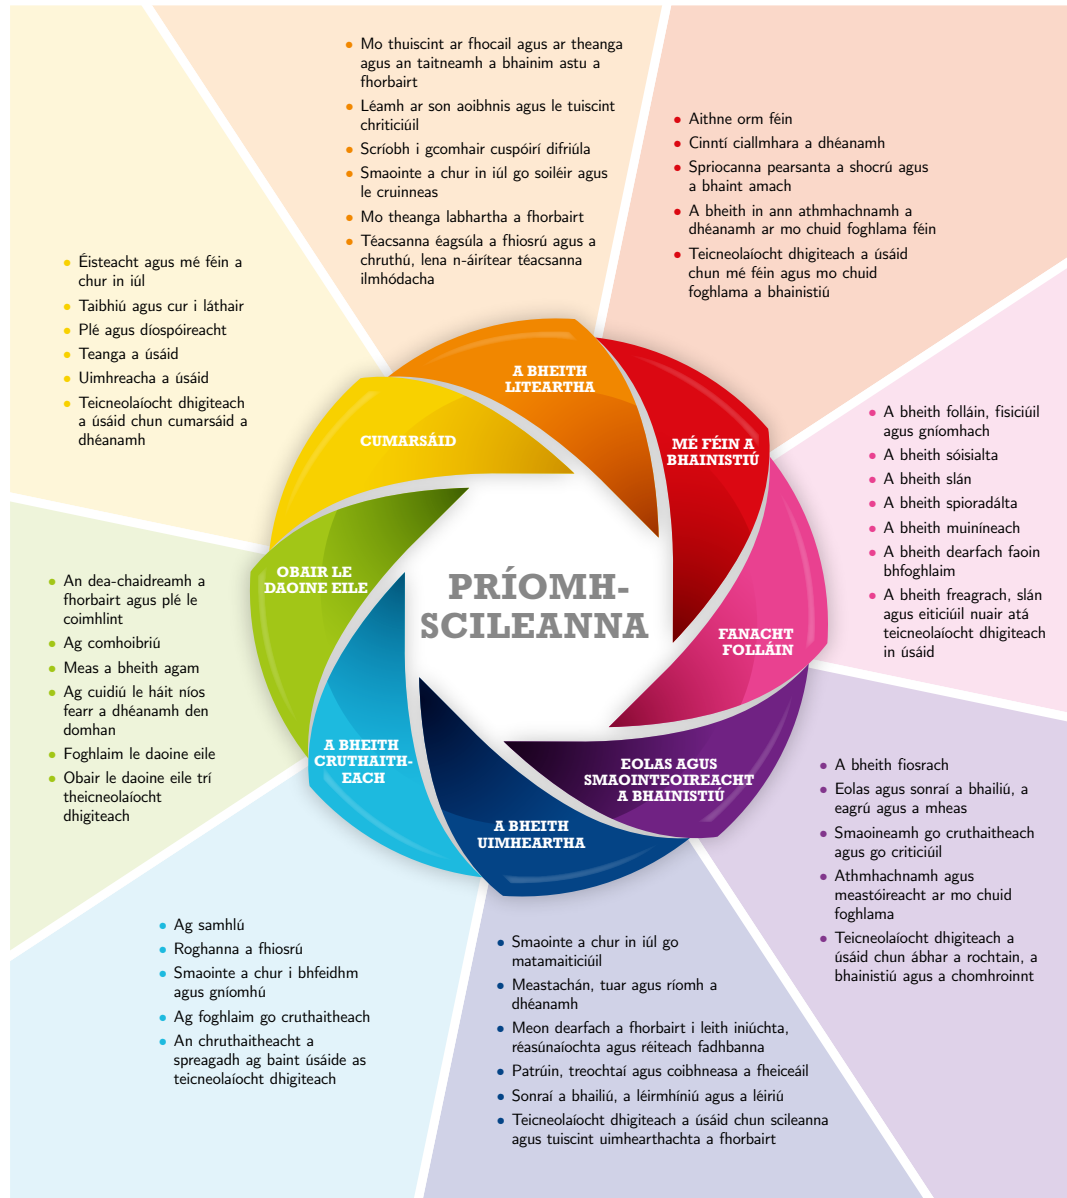 PRÍOMH-
SCILEANNA
A BHEITH
LITEARTHA
• Mo thuiscint ar fhocail agus ar theanga
agus an taitneamh a bhainim astu a
fhorbairt
• Léamh ar son aoibhnis agus le tuiscint
chriticiúil
• Scríobh i gcomhair cuspóirí difriúla
• Smaointe a chur in iúl go soiléir agus
le cruinneas
• Mo theanga labhartha a fhorbairt
• Téacsanna éagsúla a fhiosrú agus a
chruthú, lena n-áirítear téacsanna
ilmhódacha
MÉ FÉIN A
BHAINISTIÚ
• Aithne orm féin
• Cinntí ciallmhara a dhéanamh
• Spriocanna pearsanta a shocrú agus
a bhaint amach
• A bheith in ann athmhachnamh a
dhéanamh ar mo chuid foghlama féin
• Teicneolaíocht dhigiteach a úsáid
chun mé féin agus mo chuid
foghlama a bhainistiú
FANACHT
FOLLÁIN
• A bheith folláin, fisiciúil
agus gníomhach
• A bheith sóisialta
• A bheith slán
• A bheith spioradálta
• A bheith muiníneach
• A bheith dearfach faoin
bhfoghlaim
• A bheith freagrach, slán
agus eiticiúil nuair atá
teicneolaíocht dhigiteach
in úsáid
EOLAS AGUS
SMAOINTEOIREACHT
A BHAINISTIÚ
• A bheith fiosrach
• Eolas agus sonraí a bhailiú, a
eagrú agus a mheas
• Smaoineamh go cruthaitheach
agus go criticiúil
• Athmhachnamh agus
meastóireacht ar mo chuid
foghlama
• Teicneolaíocht dhigiteach a
úsáid chun ábhar a rochtain, a
bhainistiú agus a chomhroinnt
A BHEITH
UIMHEARTHA
• Smaointe a chur in iúl go
matamaiticiúil
• Meastachán, tuar agus ríomh a
dhéanamh
• Meon dearfach a fhorbairt i leith iniúchta,
réasúnaíochta agus réiteach fadhbanna
• Patrúin, treochtaí agus coibhneasa a fheiceáil
• Sonraí a bhailiú, a léirmhíniú agus a léiriú
• Teicneolaíocht dhigiteach a úsáid chun scileanna
agus tuiscint uimhearthachta a fhorbairt
A BHEITH
CRUTHAITH-
EACH
• Ag samhlú
• Roghanna a fhiosrú
• Smaointe a chur i bhfeidhm
agus gníomhú
• Ag foghlaim go cruthaitheach
• An chruthaitheacht a
spreagadh ag baint úsáide as
teicneolaíocht dhigiteach
OBAIR LE
DAOINE EILE
• An dea-chaidreamh a
fhorbairt agus plé le
coimhlint
• Ag comhoibriú
• Meas a bheith agam
• Ag cuidiú le háit níos
fearr a dhéanamh den
domhan
• Foghlaim le daoine eile
• Obair le daoine eile trí
theicneolaíocht
dhigiteach
CUMARSÁID
• Éisteacht agus mé féin a
chur in iúl
• Taibhiú agus cur i láthair
• Plé agus díospóireacht
• Teanga a úsáid
• Uimhreacha a úsáid
• Teicneolaíocht dhigiteach
a úsáid chun cumarsáid a
dhéanamh